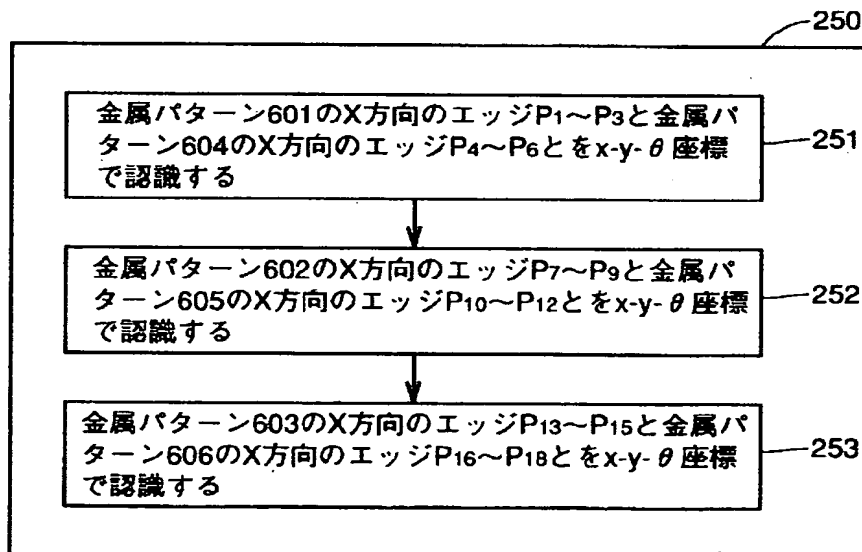 250
金属パターン601のX方向のエッジP1〜P3と金属パ
ターン604のX方向のエッジP4〜P6とをx-y-θ座標
で認識する
251
金属パターン602のX方向のエッジP7〜P9と金属パ
ターン605のX方向のエッジP10〜P12とをx-y-θ座標
で認識する
252
金属パターン603のX方向のエッジP13〜P15と金属パ
ターン606のX方向のエッジP16〜P18とをx-y-θ座標
で認識する
253